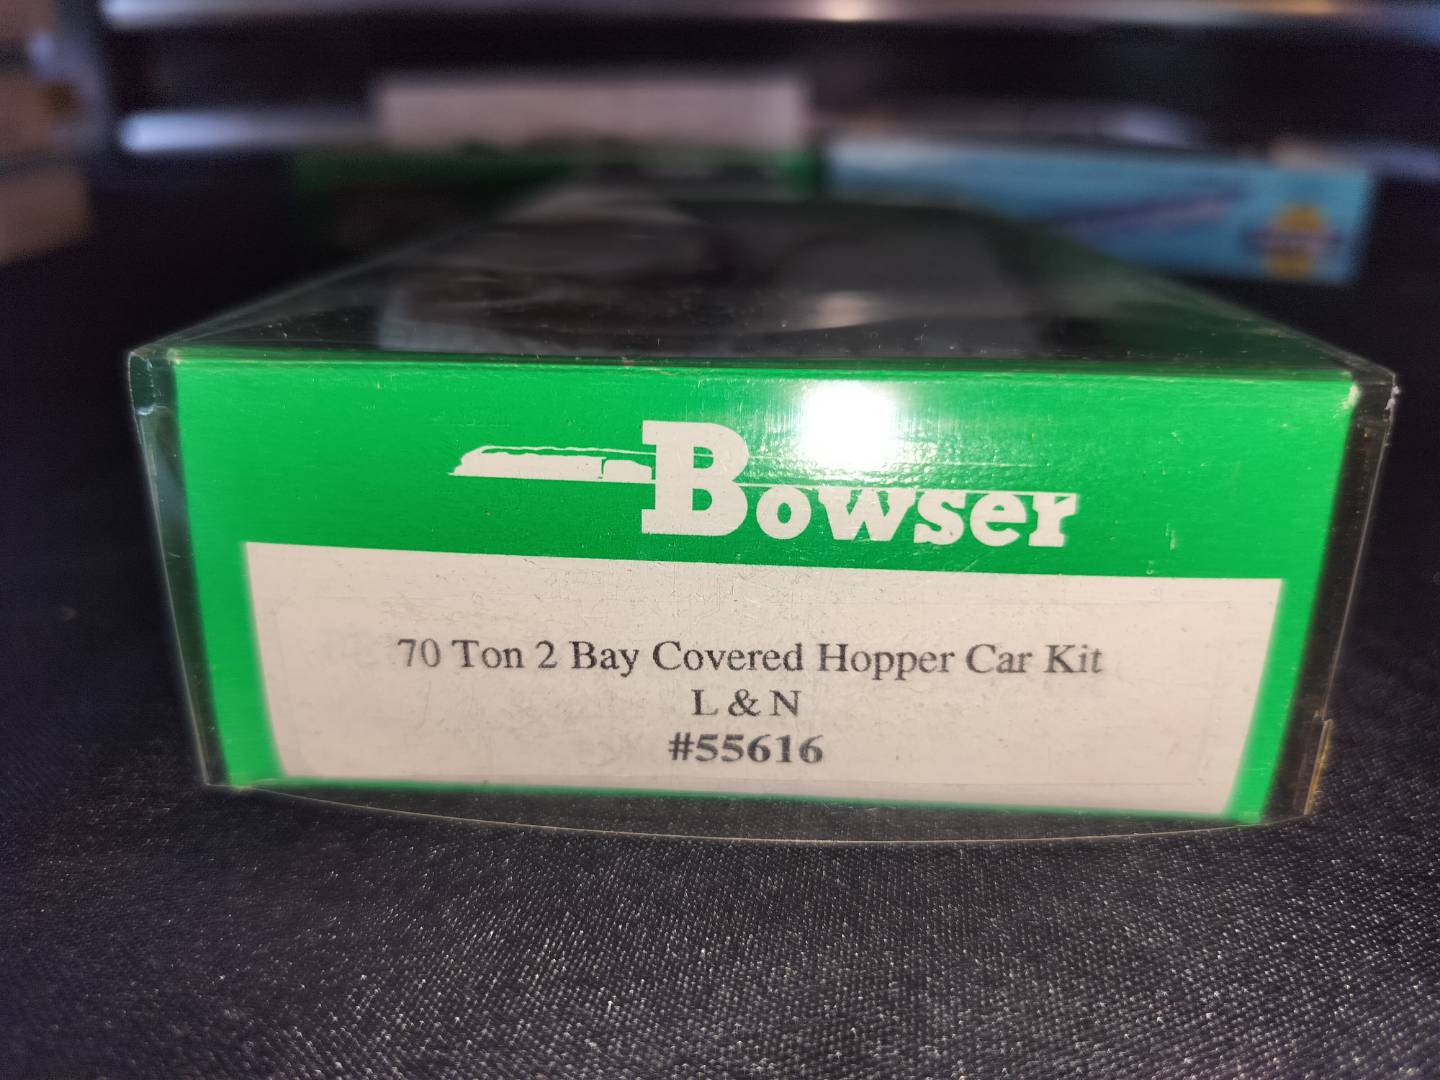 Bowser
70 Ton 2 Bay Covered Hopper Car Kit
L & N
#55616